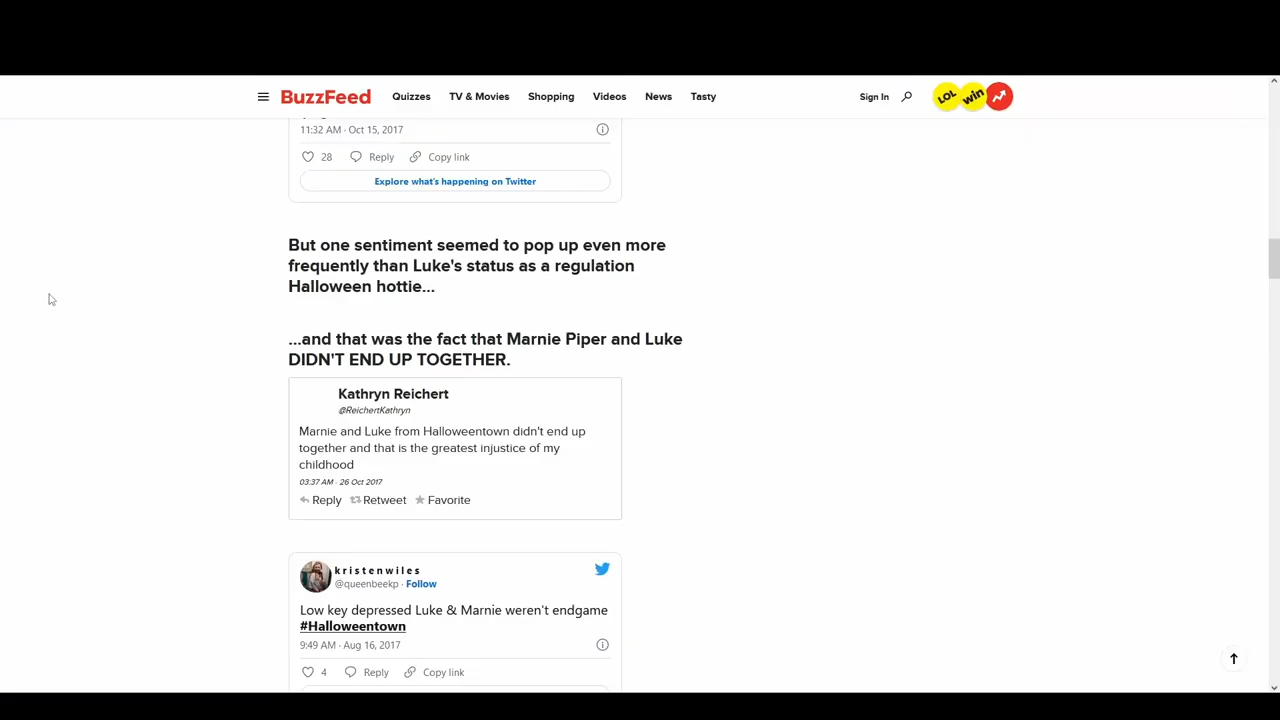 BuzzFeed Quizzes TV & Movies Shopping Videos News Tasty Sign In LOL win
11:32 AM · Oct 15, 2017
28 Reply Copy link
Explore what's happening on Twitter
But one sentiment seemed to pop up even more
frequently than Luke's status as a regulation
Halloween hottie...
...and that was the fact that Marnie Piper and Luke
DIDN'T END UP TOGETHER.
Kathryn Reichert
@ReichertKathryn
Marnie and Luke from Halloweentown didn't end up
together and that is the greatest injustice of my
childhood
03:37 AM - 26 Oct 2017
Reply Retweet Favorite
k r i s t e n w i l e s
@queenbeekp · Follow
Low key depressed Luke & Marnie weren't endgame
#Halloweentown
9:49 AM · Aug 16, 2017
4 Reply Copy link